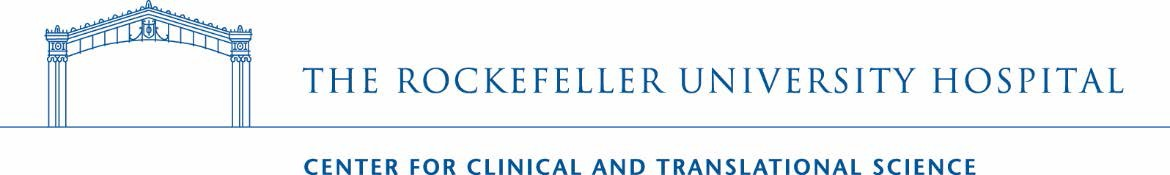 THE ROCKEFELLER UNIVERSITY HOSPITAL
CENTER FOR CLINICAL AND TRANSLATIONAL SCIENCE